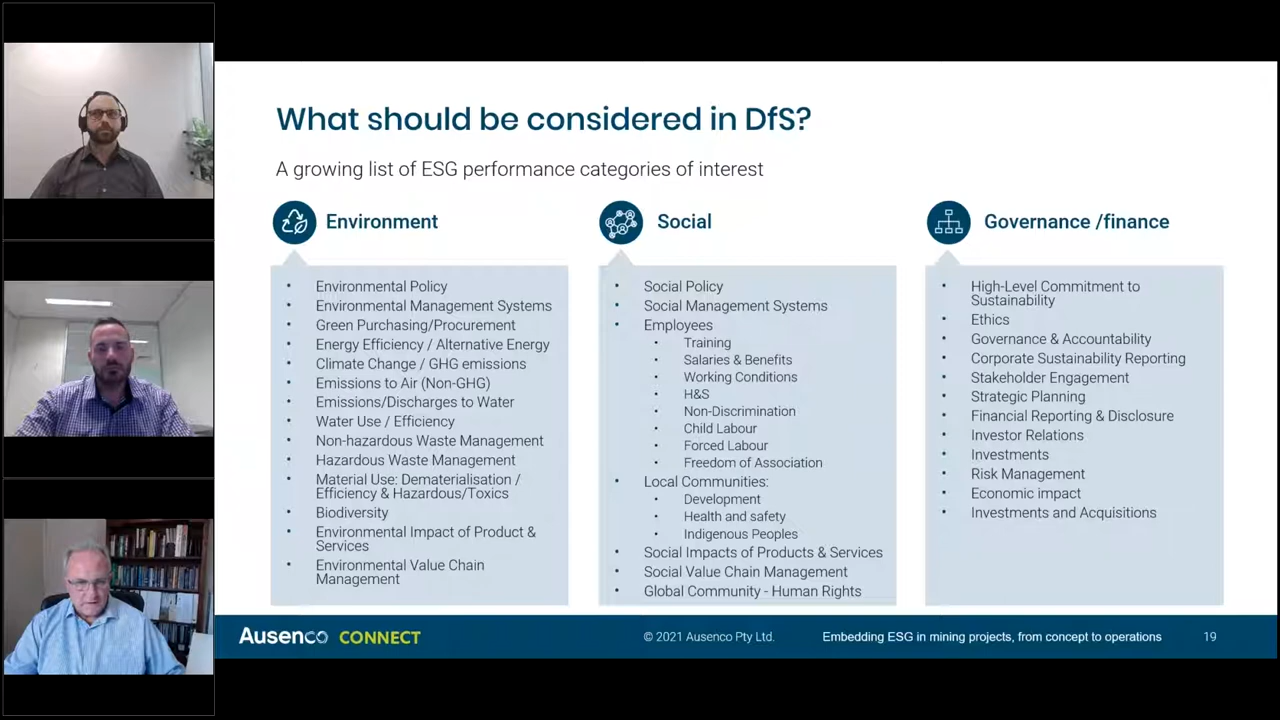 What should be considered in DfS?
A growing list of ESG performance categories of interest
Environment
• Environmental Policy
• Environmental Management Systems
• Green Purchasing/Procurement
• Energy Efficiency / Alternative Energy
• Climate Change / GHG emissions
• Emissions to Air (Non-GHG)
• Emissions/Discharges to Water
• Water Use / Efficiency
• Non-hazardous Waste Management
• Hazardous Waste Management
• Material Use: Dematerialisation /
Efficiency & Hazardous/Toxics
• Biodiversity
• Environmental Impact of Product &
Services
• Environmental Value Chain
Management
Social
• Social Policy
• Social Management Systems
• Employees
• Training
• Salaries & Benefits
• Working Conditions
• H&S
• Non-Discrimination
• Child Labour
• Forced Labour
• Freedom of Association
• Local Communities:
• Development
• Health and safety
• Indigenous Peoples
• Social Impacts of Products & Services
• Social Value Chain Management
• Global Community - Human Rights
Governance /finance
• High-Level Commitment to
Sustainability
• Ethics
• Governance & Accountability
• Corporate Sustainability Reporting
• Stakeholder Engagement
• Strategic Planning
• Financial Reporting & Disclosure
• Investor Relations
• Investments
• Risk Management
• Economic impact
• Investments and Acquisitions
Ausenco CONNECT
© 2021 Ausenco Pty Ltd.
Embedding ESG in mining projects, from concept to operations
19